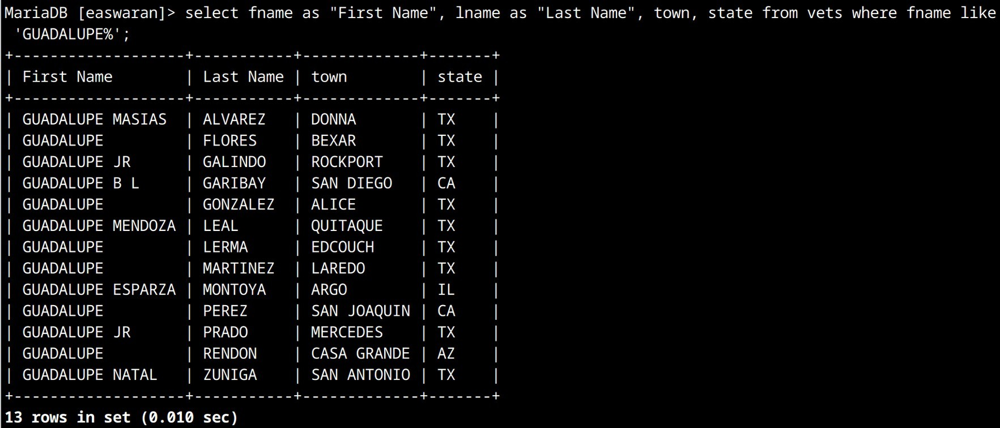 MariaDB [easwaran]> select fname as "First Name", lname as "Last Name", town, state from vets where fname like
 'GUADALUPE%';
+-------------------+-----------+-------------+-------+
| First Name        | Last Name | town        | state |
+-------------------+-----------+-------------+-------+
| GUADALUPE MASIAS  | ALVAREZ   | DONNA       | TX    |
| GUADALUPE         | FLORES    | BEXAR       | TX    |
| GUADALUPE JR      | GALINDO   | ROCKPORT    | TX    |
| GUADALUPE B L     | GARIBAY   | SAN DIEGO   | CA    |
| GUADALUPE         | GONZALEZ  | ALICE       | TX    |
| GUADALUPE MENDOZA | LEAL      | QUITAQUE    | TX    |
| GUADALUPE         | LERMA     | EDCOUCH     | TX    |
| GUADALUPE         | MARTINEZ  | LAREDO      | TX    |
| GUADALUPE ESPARZA | MONTOYA   | ARGO        | IL    |
| GUADALUPE         | PEREZ     | SAN JOAQUIN | CA    |
| GUADALUPE JR      | PRADO     | MERCEDES    | TX    |
| GUADALUPE         | RENDON    | CASA GRANDE | AZ    |
| GUADALUPE NATAL   | ZUNIGA    | SAN ANTONIO | TX    |
+-------------------+-----------+-------------+-------+
13 rows in set (0.010 sec)